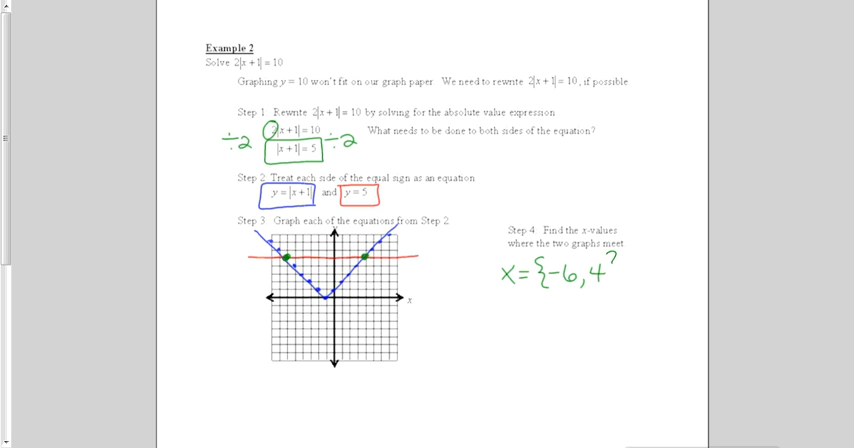 Example 2
Solve 2|x + 1| = 10
Graphing y = 10 won't fit on our graph paper. We need to rewrite 2|x + 1| = 10, if possible
Step 1 Rewrite 2|x + 1| = 10 by solving for the absolute value expression
÷2 2|x + 1| = 10 ÷2 What needs to be done to both sides of the equation?
|x + 1| = 5
Step 2 Treat each side of the equal sign as an equation
y = |x + 1| and y = 5
Step 3 Graph each of the equations from Step 2
Step 4 Find the x-values
where the two graphs meet
x = {-6, 4
y
x